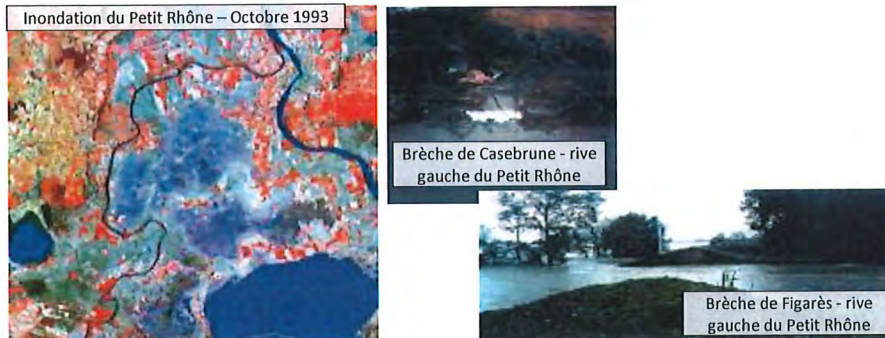 Inondation du Petit Rhône – Octobre 1993
Brèche de Casebrune - rive
gauche du Petit Rhône
Brèche de Figarès - rive
gauche du Petit Rhône